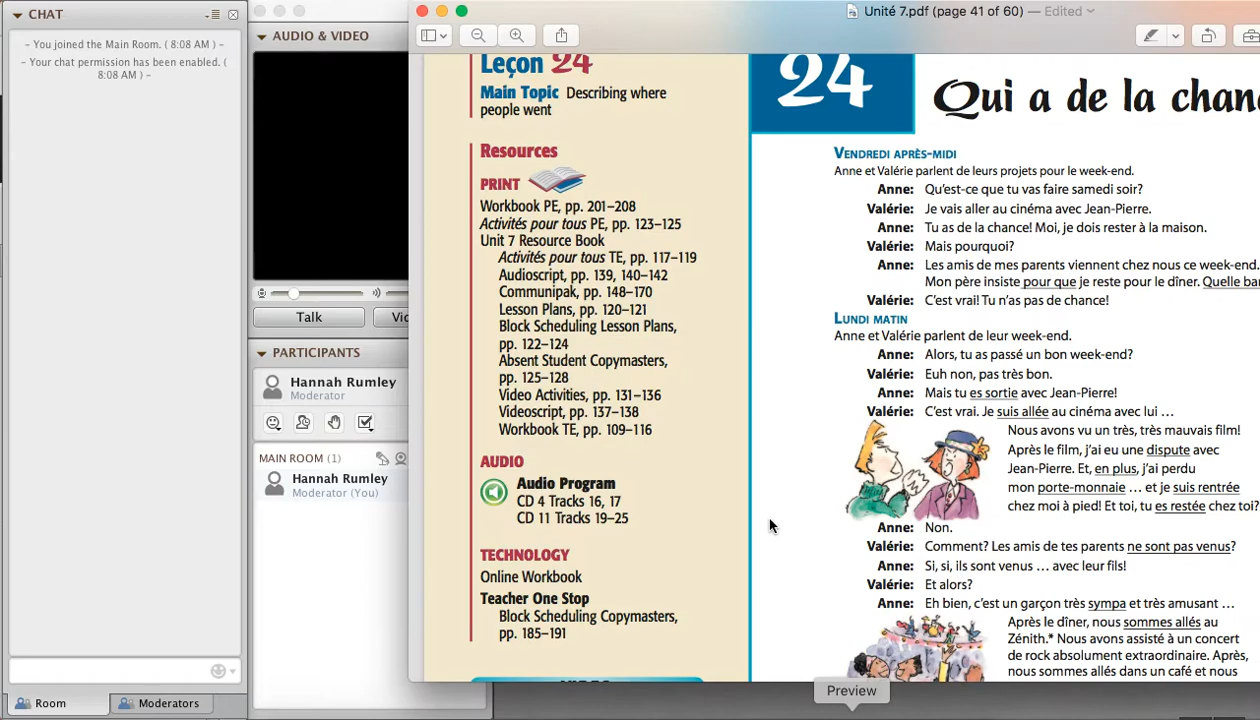 CHAT
– You joined the Main Room. ( 8:08 AM ) –
– Your chat permission has been enabled. (
8:08 AM ) –
Room
Moderators
AUDIO & VIDEO
Talk
PARTICIPANTS
Hannah Rumley
Moderator
MAIN ROOM (1)
Hannah Rumley
Moderator (You)
Unité 7.pdf (page 41 of 60) — Edited
Leçon 24
Main Topic Describing where
people went
Resources
PRINT
Workbook PE, pp. 201–208
Activités pour tous PE, pp. 123–125
Unit 7 Resource Book
Activités pour tous TE, pp. 117–119
Audioscript, pp. 139, 140–142
Communipak, pp. 148–170
Lesson Plans, pp. 120–121
Block Scheduling Lesson Plans,
pp. 122–124
Absent Student Copymasters,
pp. 125–128
Video Activities, pp. 131–136
Videoscript, pp. 137–138
Workbook TE, pp. 109–116
AUDIO
Audio Program
CD 4 Tracks 16, 17
CD 11 Tracks 19–25
TECHNOLOGY
Online Workbook
Teacher One Stop
Block Scheduling Copymasters,
pp. 185–191
24
Qui a de la
VENDREDI APRÈS-MIDI
Anne et Valérie parlent de leurs projets pour le week-end.
Anne: Qu'est-ce que tu vas faire samedi soir?
Valérie: Je vais aller au cinéma avec Jean-Pierre.
Anne: Tu as de la chance! Moi, je dois rester à la maison.
Valérie: Mais pourquoi?
Anne: Les amis de mes parents viennent chez nous ce week-end.
Mon père insiste pour que je reste pour le dîner. Quelle
Valérie: C'est vrai! Tu n'as pas de chance!
LUNDI MATIN
Anne et Valérie parlent de leur week-end.
Anne: Alors, tu as passé un bon week-end?
Valérie: Euh non, pas très bon.
Anne: Mais tu es sortie avec Jean-Pierre!
Valérie: C'est vrai. Je suis allée au cinéma avec lui …
Nous avons vu un très, très mauvais film!
Après le film, j'ai eu une dispute avec
Jean-Pierre. Et, en plus, j'ai perdu
mon porte-monnaie … et je suis rentrée
chez moi à pied! Et toi, tu es restée chez toi?
Anne: Non.
Valérie: Comment? Les amis de tes parents ne sont pas venus?
Anne: Si, si, ils sont venus … avec leur fils!
Valérie: Et alors?
Anne: Eh bien, c'est un garçon très sympa et très amusant …
Après le dîner, nous sommes allés au
Zénith.* Nous avons assisté à un concert
de rock absolument extraordinaire. Après,
nous sommes allés dans un café et nous
Preview